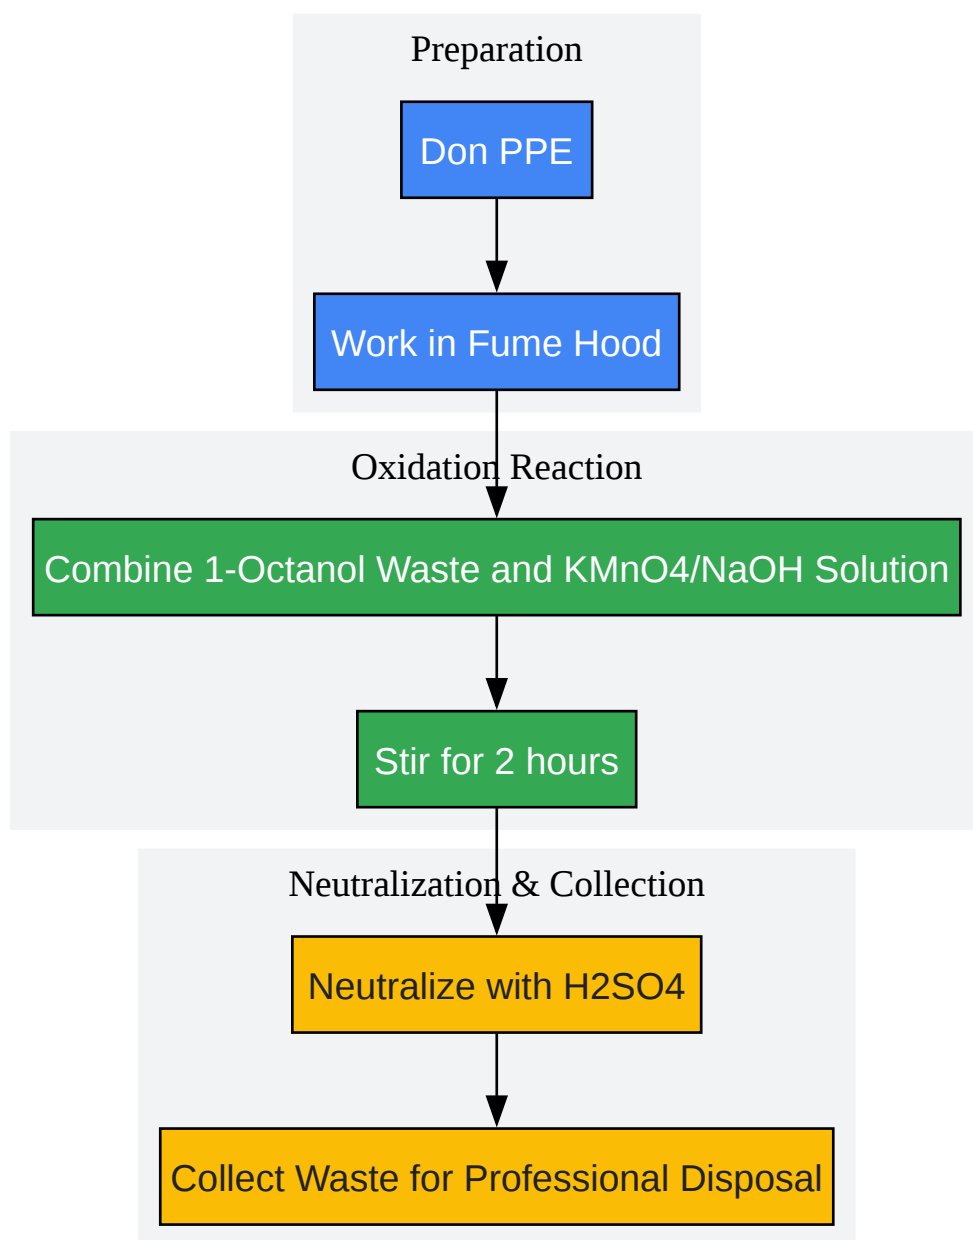 Preparation
Don PPE
Work in Fume Hood
Oxidation Reaction
Combine 1-Octanol Waste and KMnO4/NaOH Solution
Stir for 2 hours
Neutralization & Collection
Neutralize with H2SO4
Collect Waste for Professional Disposal